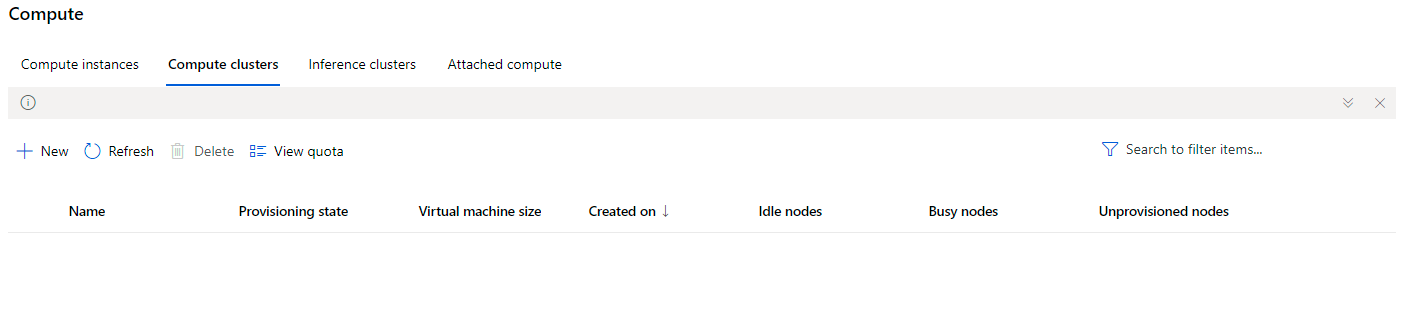 Compute
Compute instances Compute clusters Inference clusters Attached compute
New Refresh Delete View quota Search to filter items...
Name Provisioning state Virtual machine size Created on ↓ Idle nodes Busy nodes Unprovisioned nodes